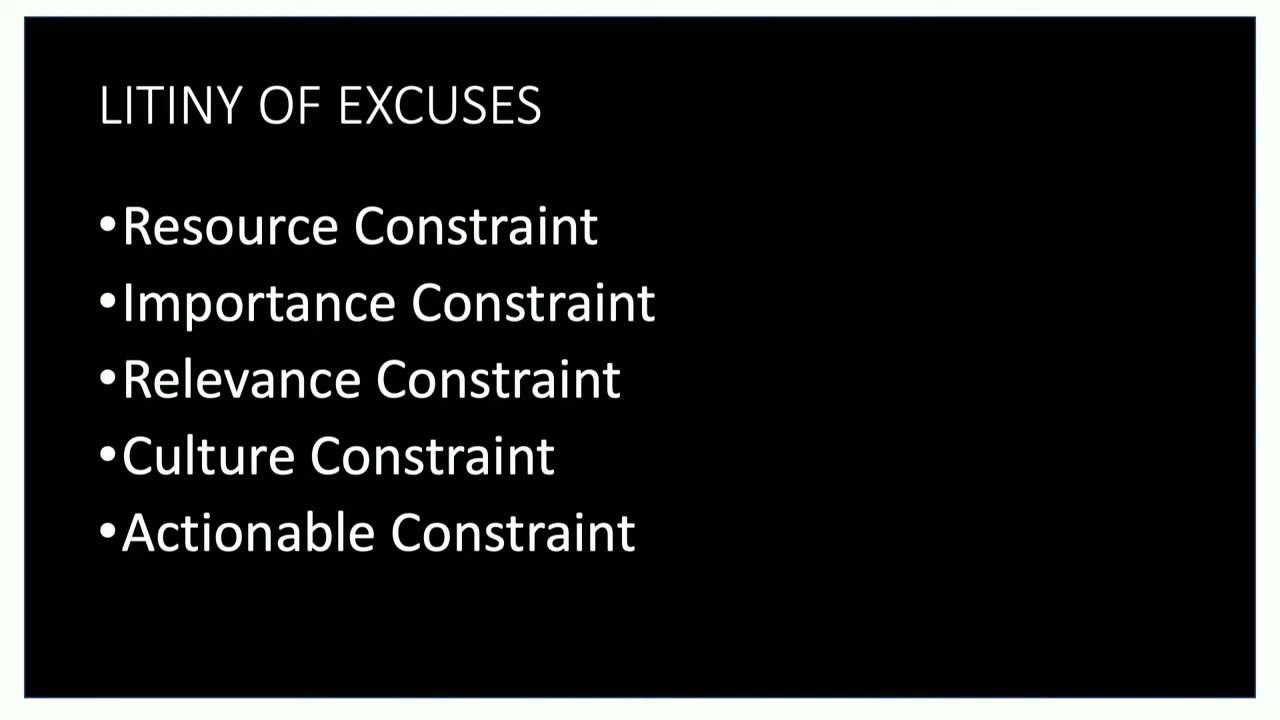 LITINY OF EXCUSES
•Resource Constraint
•Importance Constraint
•Relevance Constraint
•Culture Constraint
•Actionable Constraint